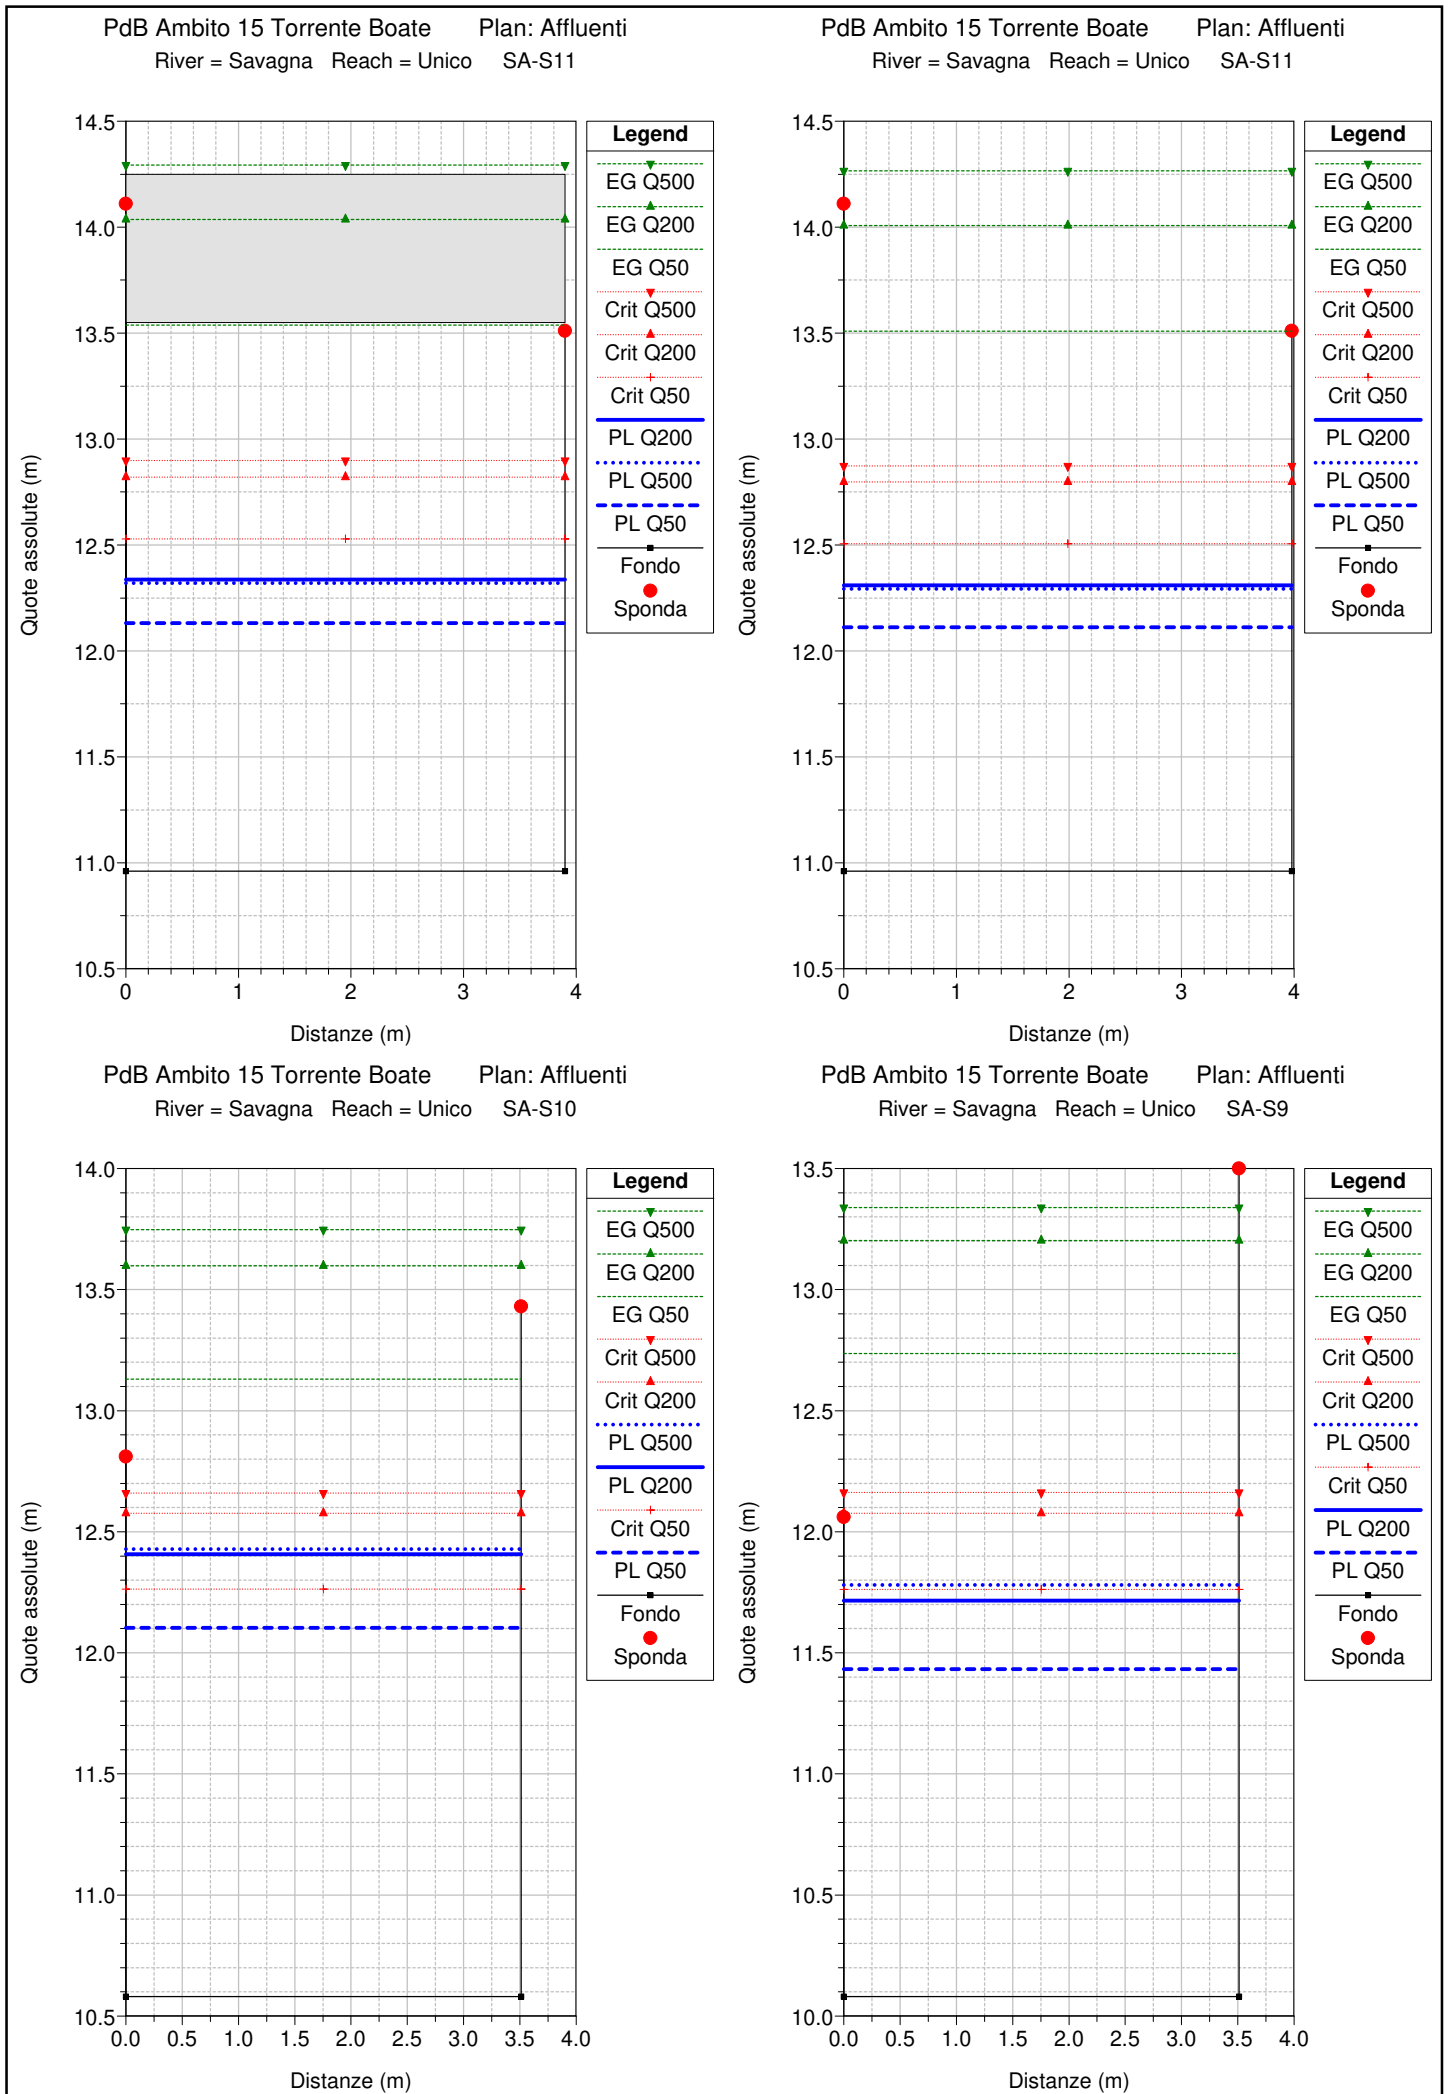 PdB Ambito 15 Torrente Boate Plan: Affluenti
River = Savagna Reach = Unico SA-S11
14.5
14.0
13.5
13.0
12.5
12.0
11.5
11.0
10.5
0 1 2 3 4
Quote assolute (m)
Distanze (m)
Legend
EG Q500
EG Q200
EG Q50
Crit Q500
Crit Q200
Crit Q50
PL Q200
PL Q500
PL Q50
Fondo
Sponda
PdB Ambito 15 Torrente Boate Plan: Affluenti
River = Savagna Reach = Unico SA-S11
14.5
14.0
13.5
13.0
12.5
12.0
11.5
11.0
10.5
0 1 2 3 4
Quote assolute (m)
Distanze (m)
Legend
EG Q500
EG Q200
EG Q50
Crit Q500
Crit Q200
Crit Q50
PL Q200
PL Q500
PL Q50
Fondo
Sponda
PdB Ambito 15 Torrente Boate Plan: Affluenti
River = Savagna Reach = Unico SA-S10
14.0
13.5
13.0
12.5
12.0
11.5
11.0
10.5
0.0 0.5 1.0 1.5 2.0 2.5 3.0 3.5 4.0
Quote assolute (m)
Distanze (m)
Legend
EG Q500
EG Q200
EG Q50
Crit Q500
Crit Q200
PL Q500
PL Q200
Crit Q50
PL Q50
Fondo
Sponda
PdB Ambito 15 Torrente Boate Plan: Affluenti
River = Savagna Reach = Unico SA-S9
13.5
13.0
12.5
12.0
11.5
11.0
10.5
10.0
0.0 0.5 1.0 1.5 2.0 2.5 3.0 3.5 4.0
Quote assolute (m)
Distanze (m)
Legend
EG Q500
EG Q200
EG Q50
Crit Q500
Crit Q200
PL Q500
Crit Q50
PL Q200
PL Q50
Fondo
Sponda